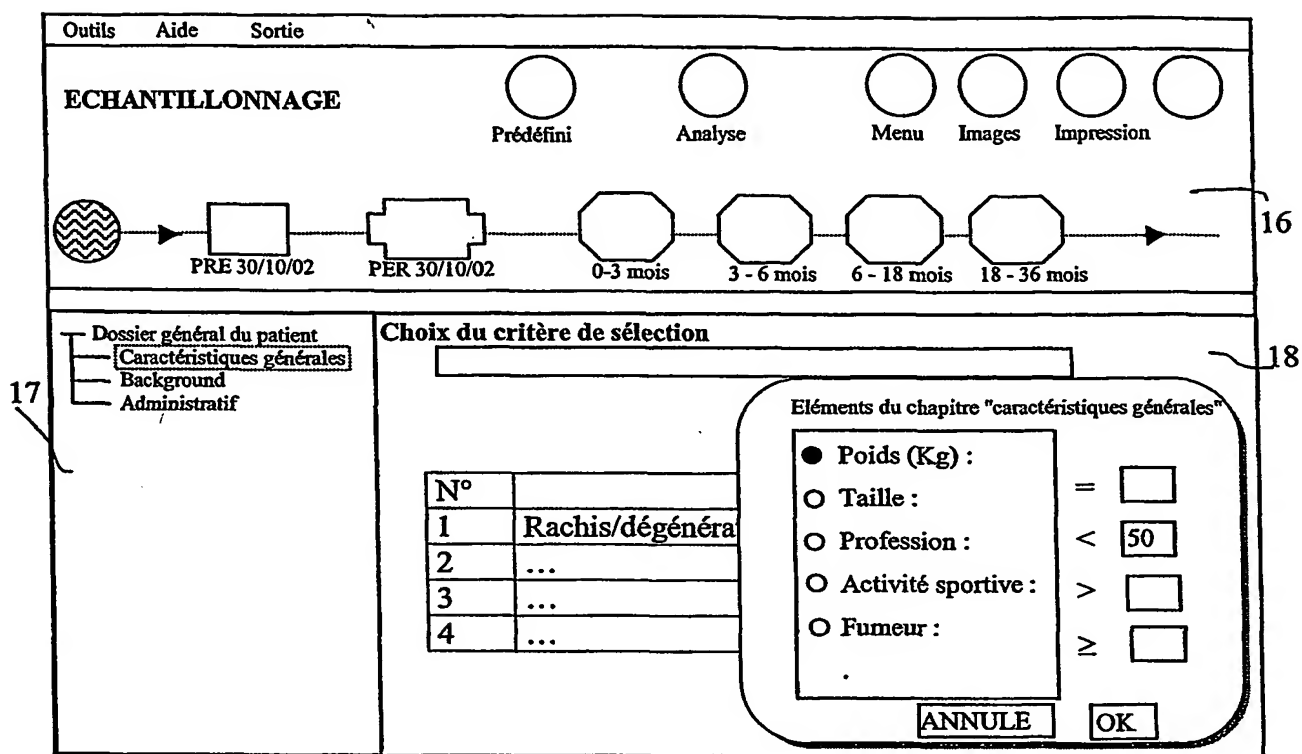 Outils Aide Sortie
ECHANTILLONNAGE
Prédéfini Analyse Menu Images Impression
16
PRE 30/10/02 PER 30/10/02 0-3 mois 3 - 6 mois 6 - 18 mois 18 - 36 mois
Dossier général du patient
Caractéristiques générales
Background
Administratif
17
Choix du critère de sélection
18
N°
1 Rachis/dégénéra
2 ...
3 ...
4 ...
Eléments du chapitre "caractéristiques générales"
Poids (Kg) :
Taille :
Profession :
Activité sportive :
Fumeur :
.
=
< 50
>
≥
ANNULE OK